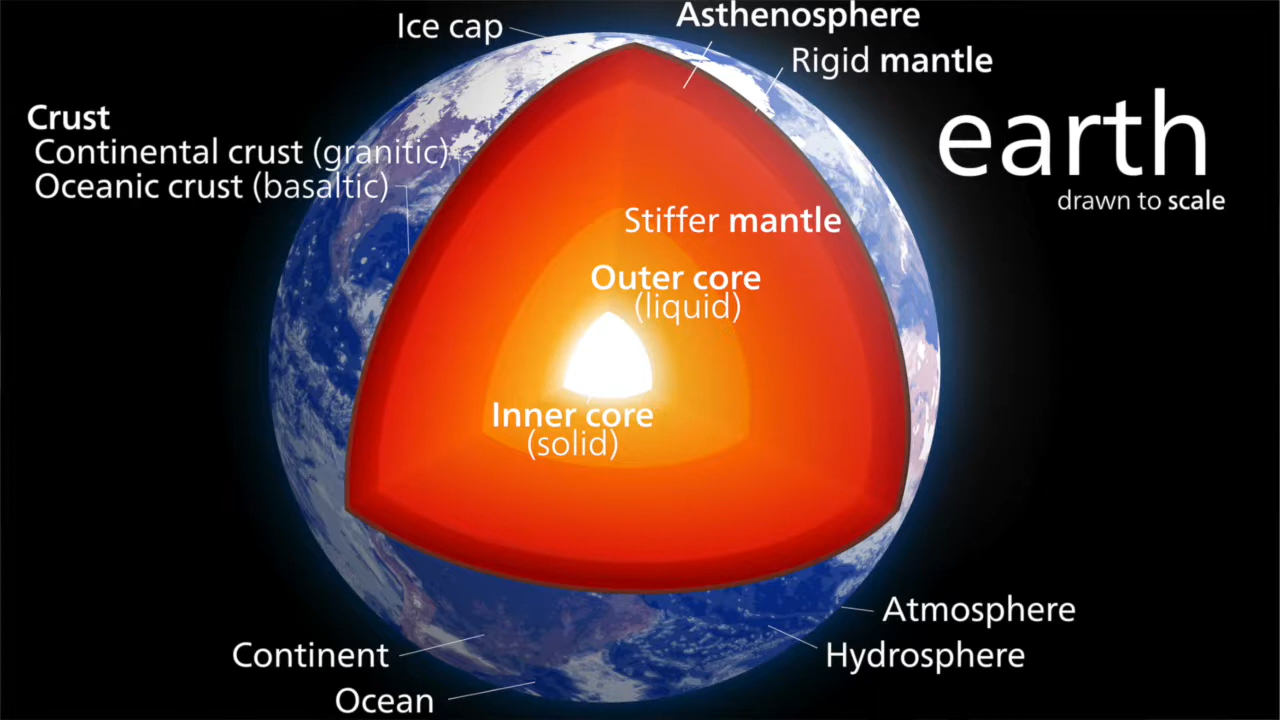 Asthenosphere
Ice cap
Rigid mantle
earth
drawn to scale
Crust
Continental crust (granitic)
Oceanic crust (basaltic)
Stiffer mantle
Outer core
(liquid)
Inner core
(solid)
Atmosphere
Hydrosphere
Continent
Ocean